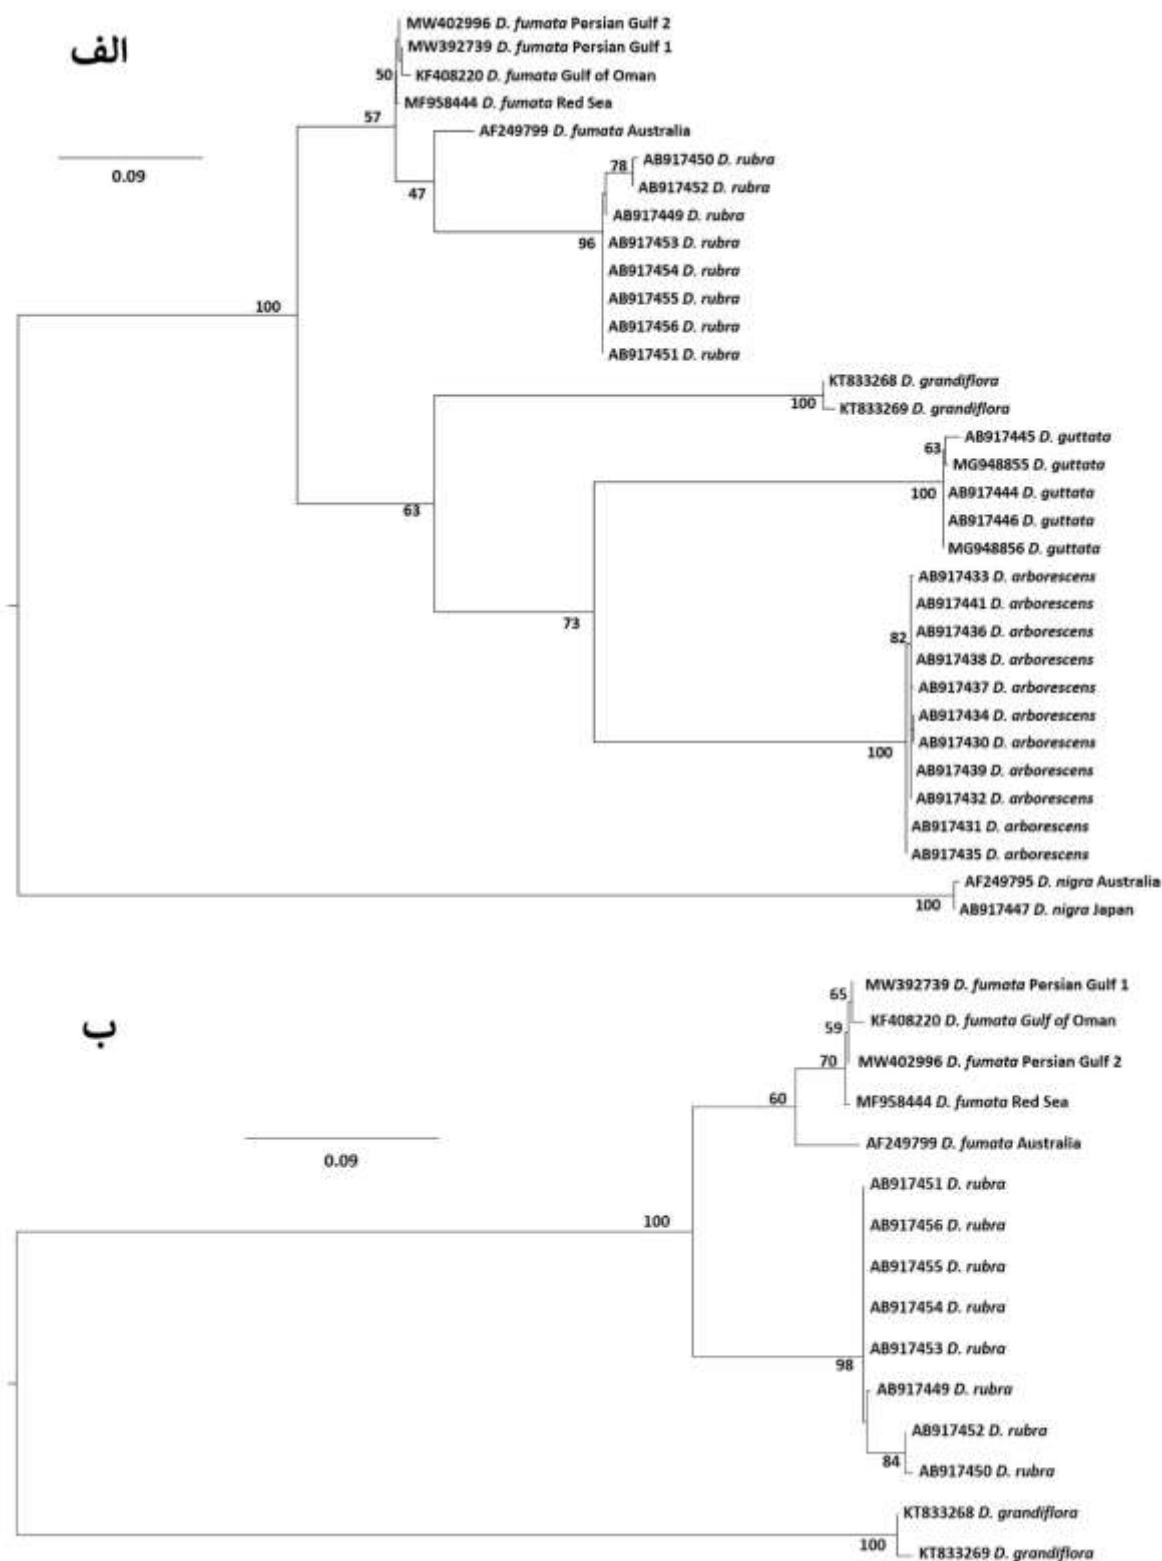 الف
MW402996 D. fumata Persian Gulf 2
MW392739 D. fumata Persian Gulf 1
50
KF408220 D. fumata Gulf of Oman
MF958444 D. fumata Red Sea
57
AF249799 D. fumata Australia
0.09
78
AB917450 D. rubra
AB917452 D. rubra
47
AB917449 D. rubra
96
AB917453 D. rubra
AB917454 D. rubra
AB917455 D. rubra
100
AB917456 D. rubra
AB917451 D. rubra
KT833268 D. grandiflora
100
KT833269 D. grandiflora
AB917445 D. guttata
63
MG948855 D. guttata
100
AB917444 D. guttata
63
AB917446 D. guttata
MG948856 D. guttata
AB917433 D. arborescens
AB917441 D. arborescens
73
82
AB917436 D. arborescens
AB917438 D. arborescens
AB917437 D. arborescens
AB917434 D. arborescens
AB917430 D. arborescens
100
AB917439 D. arborescens
AB917432 D. arborescens
AB917431 D. arborescens
AB917435 D. arborescens
AF249795 D. nigra Australia
100
AB917447 D. nigra Japan
ب
MW392739 D. fumata Persian Gulf 1
65
KF408220 D. fumata Gulf of Oman
59
MW402996 D. fumata Persian Gulf 2
70
MF958444 D. fumata Red Sea
60
AF249799 D. fumata Australia
0.09
AB917451 D. rubra
100
AB917456 D. rubra
AB917455 D. rubra
AB917454 D. rubra
AB917453 D. rubra
98
AB917449 D. rubra
AB917452 D. rubra
84
AB917450 D. rubra
KT833268 D. grandiflora
100
KT833269 D. grandiflora